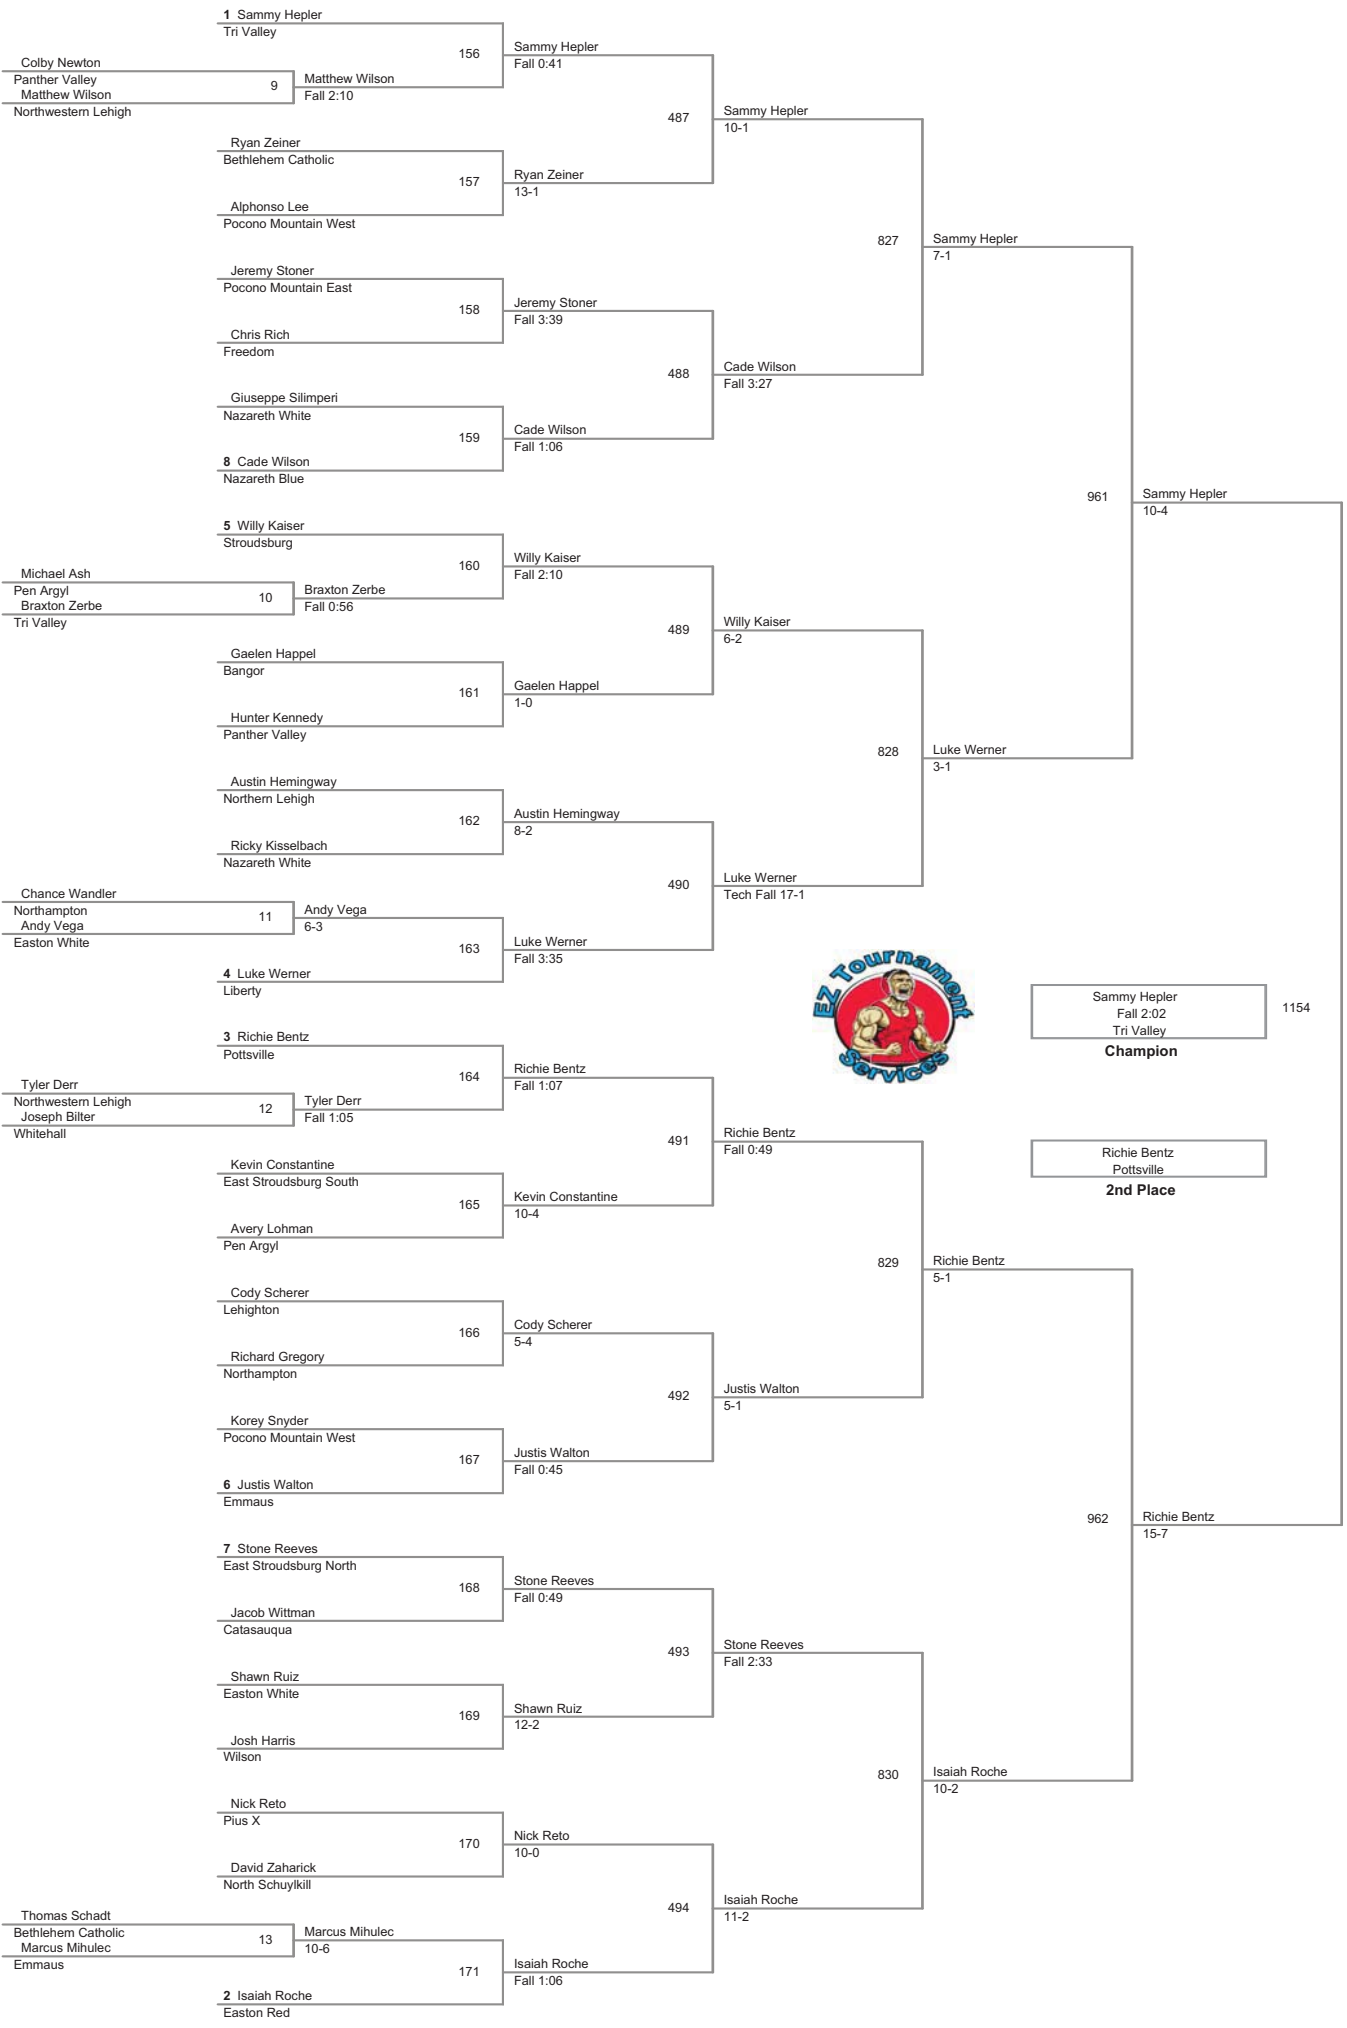 1 Sammy Hepler
Tri Valley
156
Sammy Hepler
Fall 0:41
Colby Newton
Panther Valley
9
Matthew Wilson
Northwestern Lehigh
Matthew Wilson
Fall 2:10
487
Sammy Hepler
10-1
Ryan Zeiner
Bethlehem Catholic
157
Ryan Zeiner
13-1
Alphonso Lee
Pocono Mountain West
827
Sammy Hepler
7-1
Jeremy Stoner
Pocono Mountain East
158
Jeremy Stoner
Fall 3:39
Chris Rich
Freedom
488
Cade Wilson
Fall 3:27
Giuseppe Silimperi
Nazareth White
159
Cade Wilson
Fall 1:06
8 Cade Wilson
Nazareth Blue
961
Sammy Hepler
10-4
5 Willy Kaiser
Stroudsburg
160
Willy Kaiser
Fall 2:10
Michael Ash
Pen Argyl
10
Braxton Zerbe
Tri Valley
Braxton Zerbe
Fall 0:56
489
Willy Kaiser
6-2
Gaelen Happel
Bangor
161
Gaelen Happel
1-0
Hunter Kennedy
Panther Valley
828
Luke Werner
3-1
Austin Hemingway
Northern Lehigh
162
Austin Hemingway
8-2
Ricky Kisselbach
Nazareth White
490
Luke Werner
Tech Fall 17-1
Chance Wandler
Northampton
11
Andy Vega
Easton White
Andy Vega
6-3
163
Luke Werner
Fall 3:35
4 Luke Werner
Liberty
EZ Tournament
Services
Sammy Hepler
Fall 2:02
Tri Valley
1154
Champion
3 Richie Bentz
Pottsville
164
Richie Bentz
Fall 1:07
Tyler Derr
Northwestern Lehigh
12
Joseph Bilter
Whitehall
Tyler Derr
Fall 1:05
491
Richie Bentz
Fall 0:49
Richie Bentz
Pottsville
2nd Place
Kevin Constantine
East Stroudsburg South
165
Kevin Constantine
10-4
Avery Lohman
Pen Argyl
829
Richie Bentz
5-1
Cody Scherer
Lehighton
166
Cody Scherer
5-4
Richard Gregory
Northampton
492
Justis Walton
5-1
Korey Snyder
Pocono Mountain West
167
Justis Walton
Fall 0:45
6 Justis Walton
Emmaus
962
Richie Bentz
15-7
7 Stone Reeves
East Stroudsburg North
168
Stone Reeves
Fall 0:49
Jacob Wittman
Catasauqua
493
Stone Reeves
Fall 2:33
Shawn Ruiz
Easton White
169
Shawn Ruiz
12-2
Josh Harris
Wilson
830
Isaiah Roche
10-2
Nick Reto
Pius X
170
Nick Reto
10-0
David Zaharick
North Schuylkill
494
Isaiah Roche
11-2
Thomas Schadt
Bethlehem Catholic
13
Marcus Mihulec
Emmaus
Marcus Mihulec
10-6
171
Isaiah Roche
Fall 1:06
2 Isaiah Roche
Easton Red